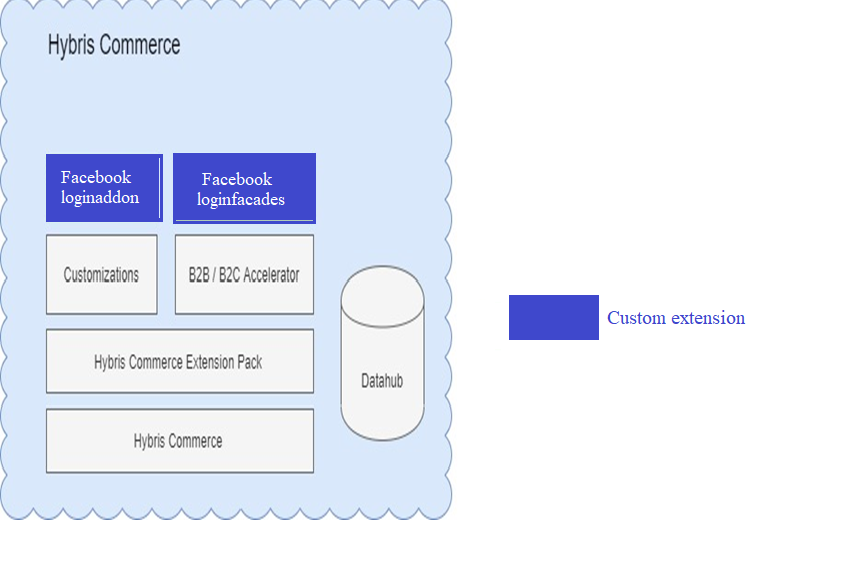 Hybris Commerce
Facebook
loginaddon
Facebook
loginfacades
Customizations
B2B / B2C Accelerator
Hybris Commerce Extension Pack
Hybris Commerce
Datahub
Custom extension